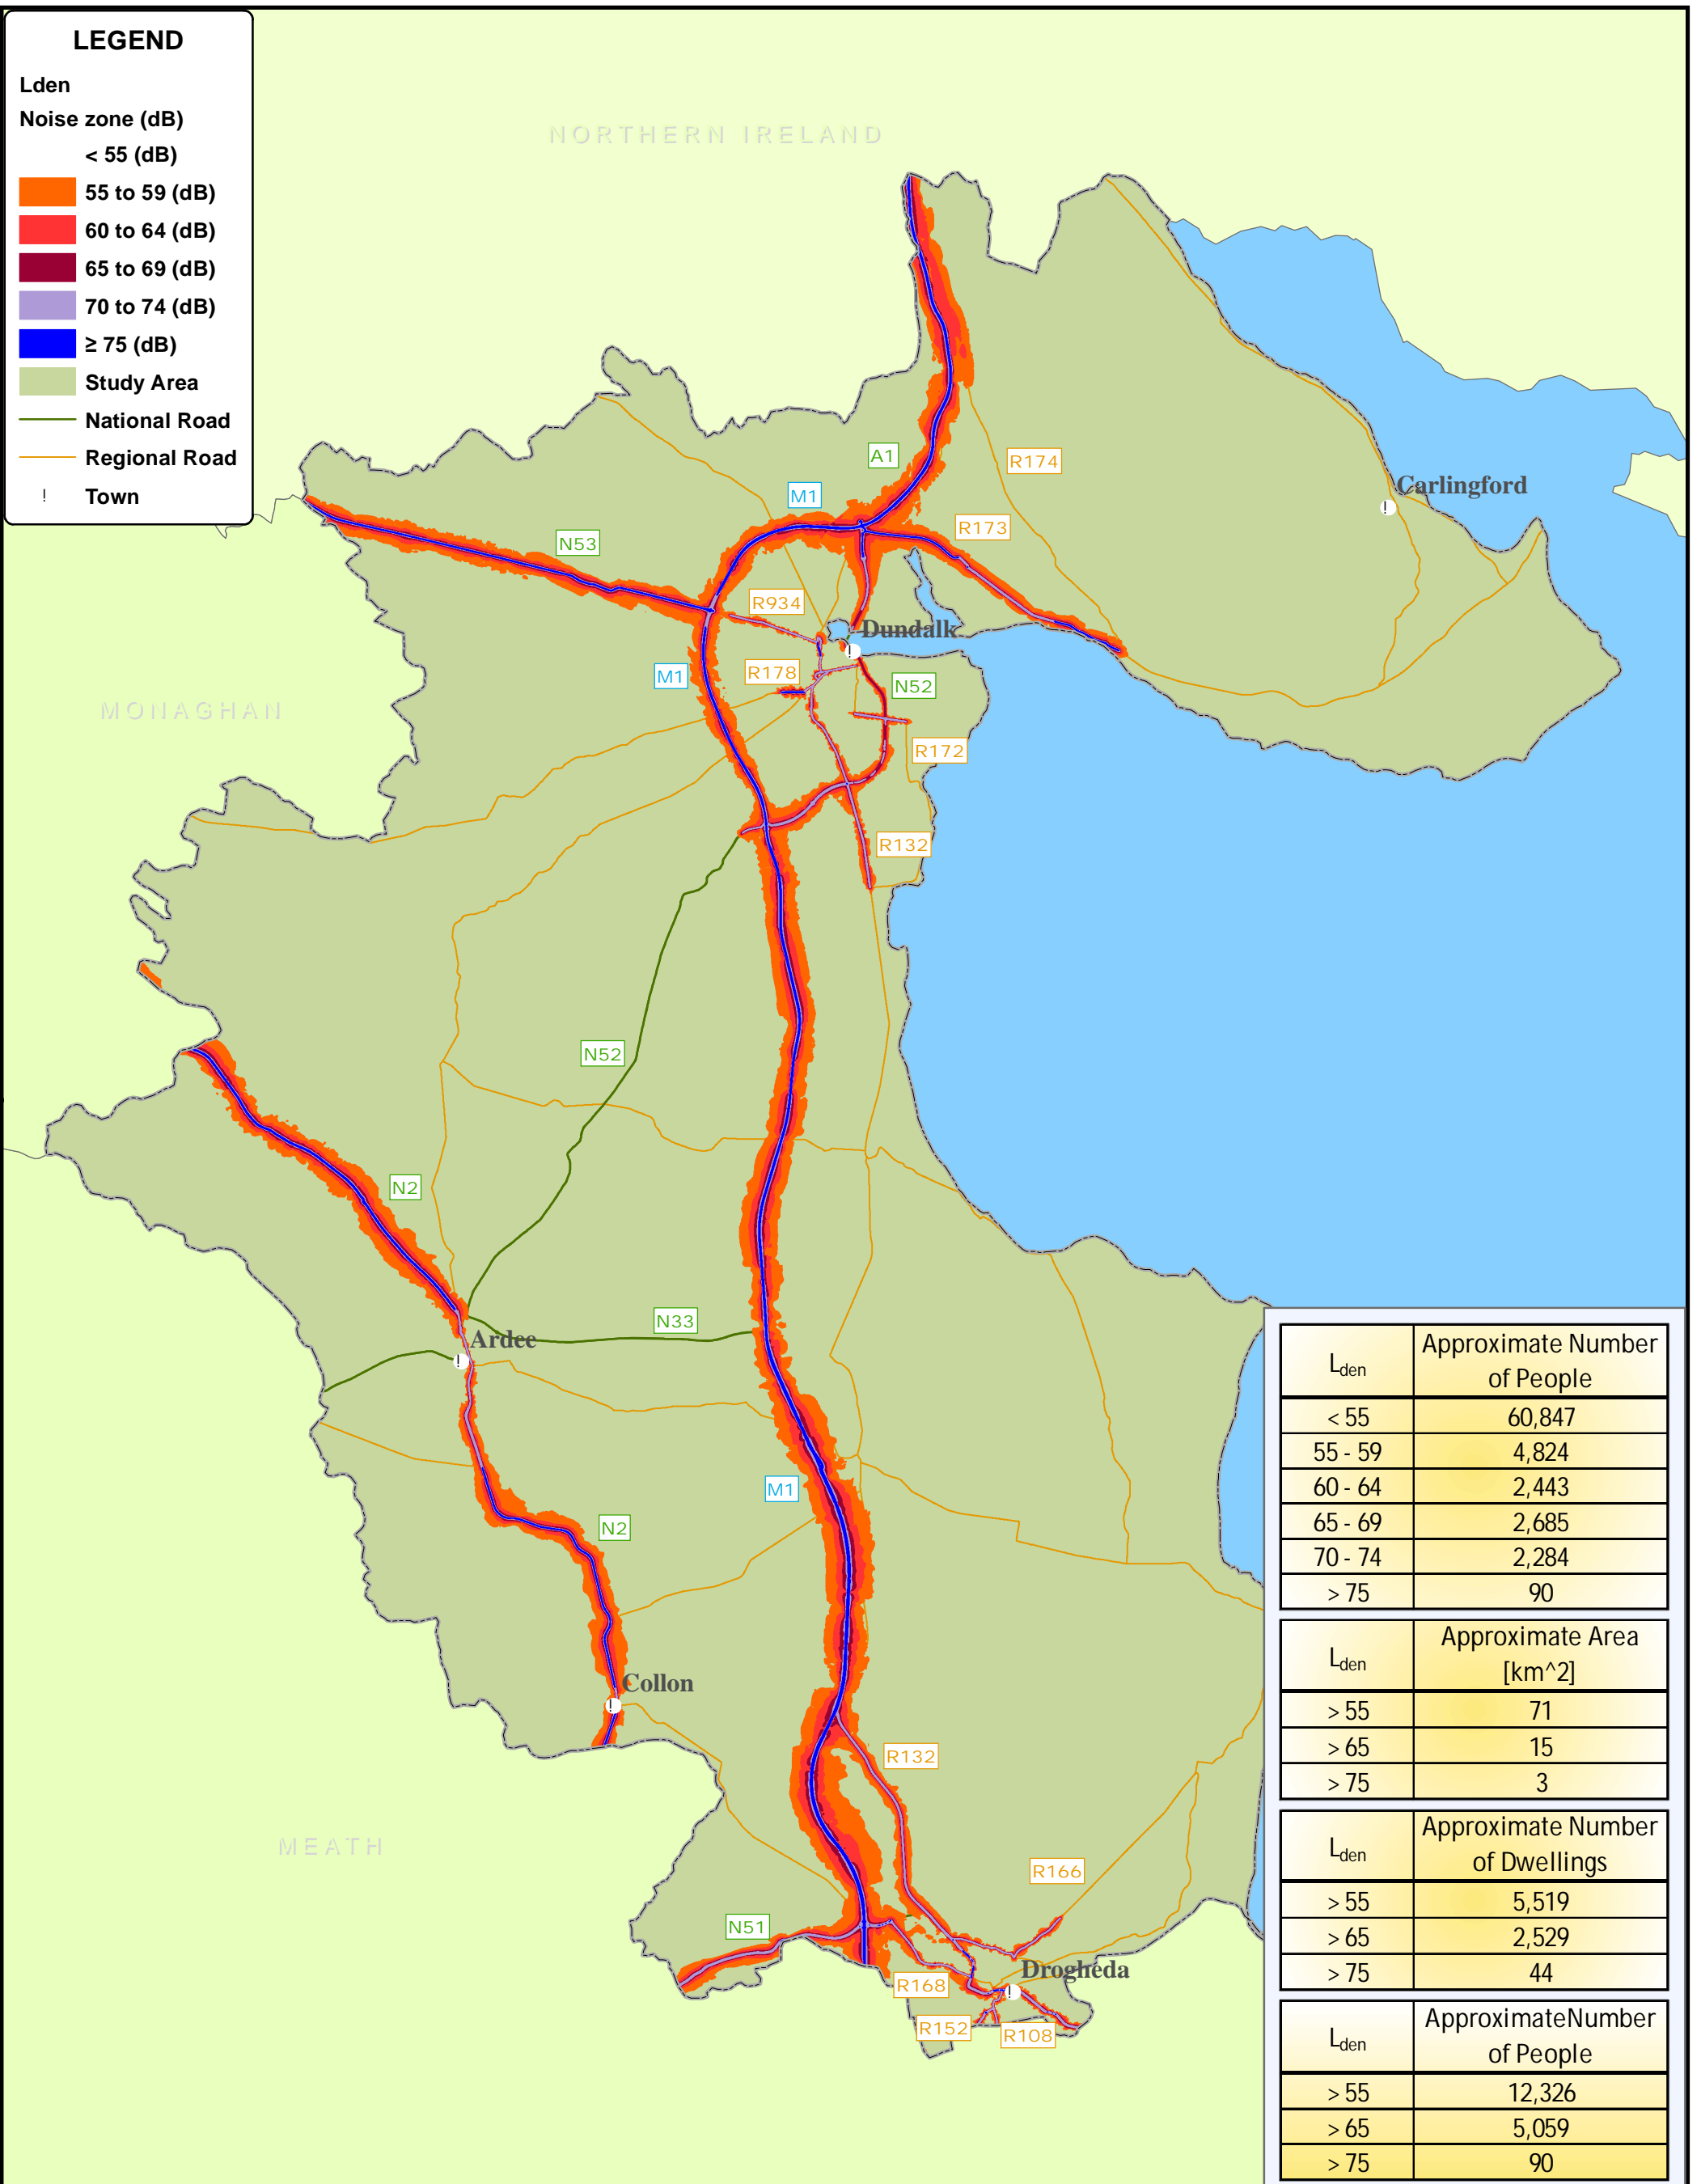 LEGEND
Lden
Noise zone (dB)
< 55 (dB)
55 to 59 (dB)
60 to 64 (dB)
65 to 69 (dB)
70 to 74 (dB)
≥ 75 (dB)
Study Area
National Road
Regional Road
! Town
NORTHERN IRELAND
A1
R174
Carlingford
!
M1
R173
N53
R934
Dundalk
!
M1
R178
N52
MONAGHAN
R172
R132
N52
N2
N33
Ardee
!
M1
N2
Collon
!
R132
MEATH
R166
N51
Drogheda
!
R168
R152
R108
Lden Approximate Number
of People
< 55 60,847
55 - 59 4,824
60 - 64 2,443
65 - 69 2,685
70 - 74 2,284
> 75 90
Lden Approximate Area
[km^2]
> 55 71
> 65 15
> 75 3
Lden Approximate Number
of Dwellings
> 55 5,519
> 65 2,529
> 75 44
Lden ApproximateNumber
of People
> 55 12,326
> 65 5,059
> 75 90